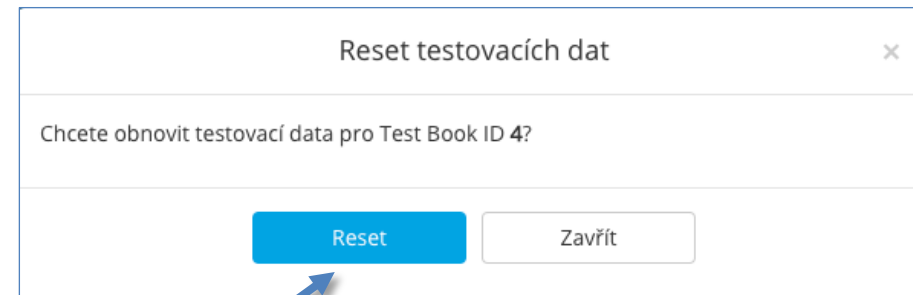 Reset testovacích dat
×
Chcete obnovit testovací data pro Test Book ID 4?
Reset Zavřít